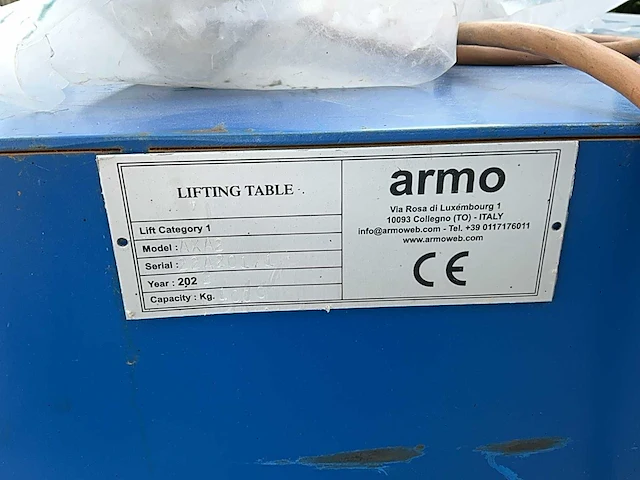 LIFTING TABLE
Lift Category 1
Model :
Serial :
Year : 202
Capacity : Kg.
armo
Via Rosa di Luxémbourg 1
10093 Collegno (TO) - ITALY
info@armoweb.com - Tel. +39 0117176011
www.armoweb.com
CE